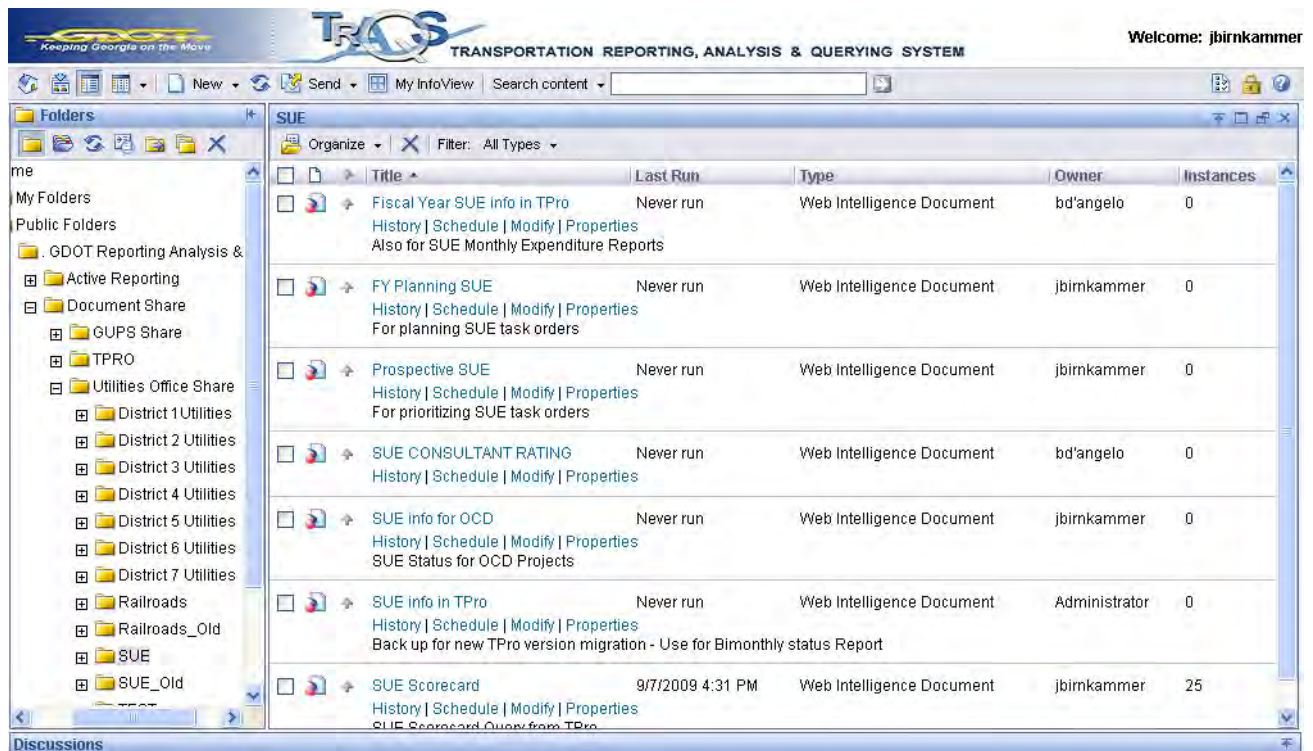 GDOT
Keeping Georgia on the Move
TRAQS
TRANSPORTATION REPORTING, ANALYSIS & QUERYING SYSTEM
Welcome: jbirnkammer
New Send My InfoView Search content
Folders
me
My Folders
Public Folders
. GDOT Reporting Analysis &
Active Reporting
Document Share
GUPS Share
TPRO
Utilities Office Share
District 1 Utilities
District 2 Utilities
District 3 Utilities
District 4 Utilities
District 5 Utilities
District 6 Utilities
District 7 Utilities
Railroads
Railroads_Old
SUE
SUE_Old
TEST
SUE
Organize Filter: All Types
Title Last Run Type Owner Instances
Fiscal Year SUE info in TPro Never run Web Intelligence Document bd'angelo 0
History | Schedule | Modify | Properties
Also for SUE Monthly Expenditure Reports
FY Planning SUE Never run Web Intelligence Document jbirnkammer 0
History | Schedule | Modify | Properties
For planning SUE task orders
Prospective SUE Never run Web Intelligence Document jbirnkammer 0
History | Schedule | Modify | Properties
For prioritizing SUE task orders
SUE CONSULTANT RATING Never run Web Intelligence Document bd'angelo 0
History | Schedule | Modify | Properties
SUE info for OCD Never run Web Intelligence Document jbirnkammer 0
History | Schedule | Modify | Properties
SUE Status for OCD Projects
SUE info in TPro Never run Web Intelligence Document Administrator 0
History | Schedule | Modify | Properties
Back up for new TPro version migration - Use for Bimonthly status Report
SUE Scorecard 9/7/2009 4:31 PM Web Intelligence Document jbirnkammer 25
History | Schedule | Modify | Properties
SUE Scorecard Query from TPro
Discussions